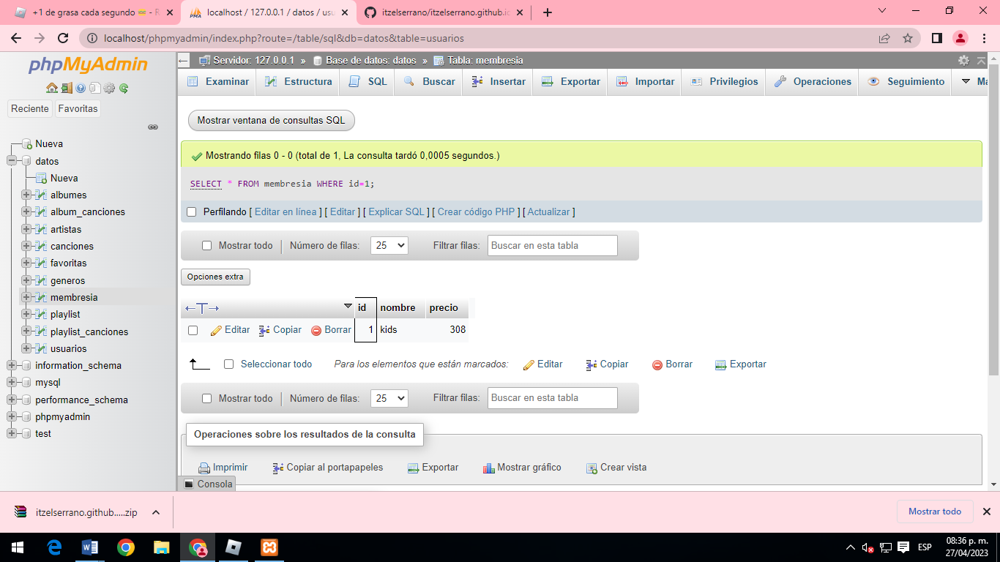 +1 de grasa cada segundo
localhost / 127.0.0.1 / datos / usu
itzelserrano/itzelserrano.github.io
localhost/phpmyadmin/index.php?route=/table/sql&db=datos&table=usuarios
phpMyAdmin
Servidor: 127.0.0.1 » Base de datos: datos » Tabla: membresia
Examinar Estructura SQL Buscar Insertar Exportar Importar Privilegios Operaciones Seguimiento Má
Reciente Favoritas
Mostrar ventana de consultas SQL
Nueva
datos
Nueva
albumes
album_canciones
artistas
canciones
favoritas
generos
membresia
playlist
playlist_canciones
usuarios
information_schema
mysql
performance_schema
phpmyadmin
test
Mostrando filas 0 - 0 (total de 1, La consulta tardó 0,0005 segundos.)
SELECT * FROM membresia WHERE id=1;
Perfilando [ Editar en línea ] [ Editar ] [ Explicar SQL ] [ Crear código PHP ] [ Actualizar ]
Mostrar todo Número de filas: 25 Filtrar filas: Buscar en esta tabla
Opciones extra
id nombre precio
Editar Copiar Borrar 1 kids 308
Seleccionar todo Para los elementos que están marcados: Editar Copiar Borrar Exportar
Mostrar todo Número de filas: 25 Filtrar filas: Buscar en esta tabla
Operaciones sobre los resultados de la consulta
Imprimir Copiar al portapapeles Exportar Mostrar gráfico Crear vista
Consola
itzelserrano.github.....zip
Mostrar todo
ESP
08:36 p. m.
27/04/2023